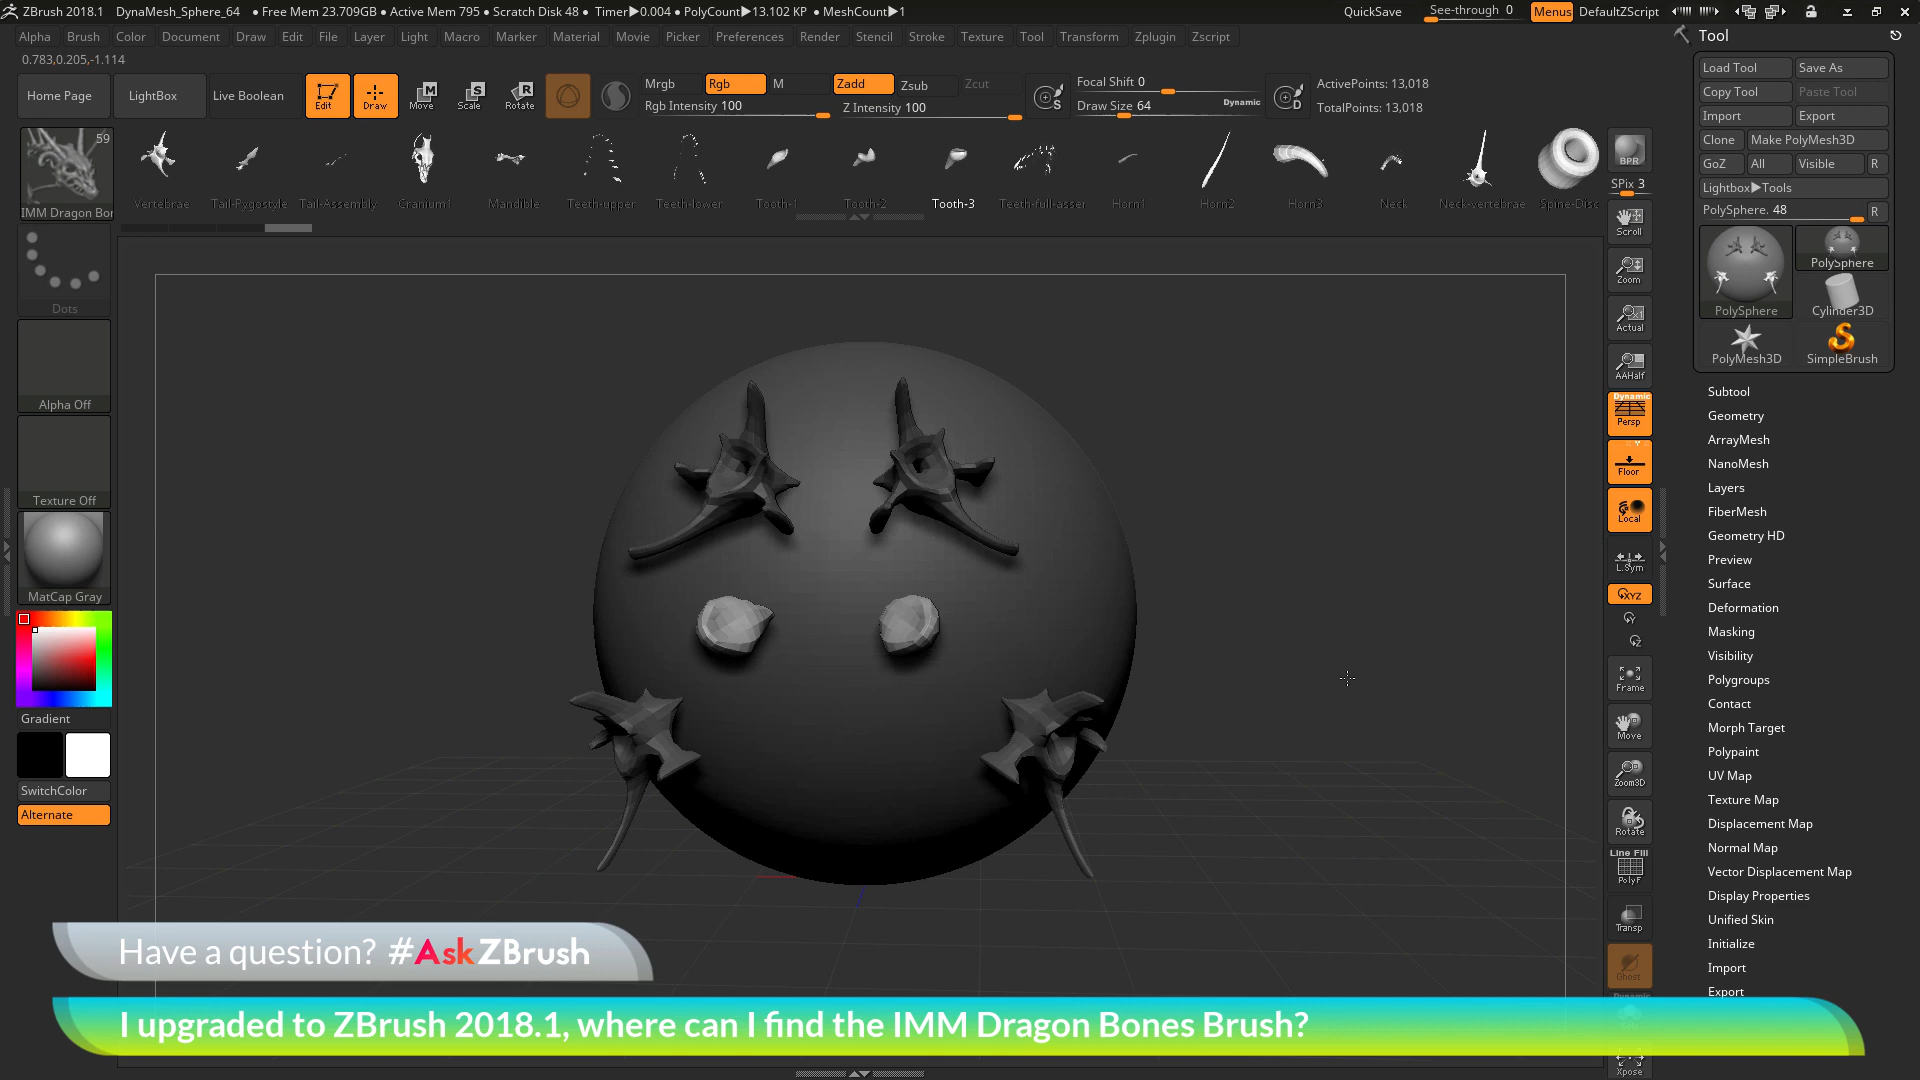 ZBrush 2018.1 DynaMesh_Sphere_64 • Free Mem 23.709GB • Active Mem 795 • Scratch Disk 48 • Timer▶0.004 • PolyCount▶13.102 KP • MeshCount▶1 QuickSave See-through 0 Menus DefaultZScript
Alpha Brush Color Document Draw Edit File Layer Light Macro Marker Material Movie Picker Preferences Render Stencil Stroke Texture Tool Transform Zplugin Zscript
Tool
0.783,0.205,-1.114
Load Tool Save As
Copy Tool Paste Tool
Import Export
Clone Make PolyMesh3D
GoZ All Visible R
Lightbox▶Tools
PolySphere. 48 R
PolySphere PolySphere
Cylinder3D
PolyMesh3D SimpleBrush
Home Page LightBox Live Boolean Edit Draw Move Scale Rotate
Mrgb Rgb M Zadd Zsub Zcut
Rgb Intensity 100 Z Intensity 100
S Focal Shift 0
Draw Size 64 Dynamic D
ActivePoints: 13,018
TotalPoints: 13,018
59
IMM Dragon Bor
Vertebrae Tail-Pygostyle Tail-Assembly Cranium1 Mandible Teeth-upper Teeth-lower Tooth-1 Tooth-2 Tooth-3 Teeth-full-asser Horn1 Horn2 Horn3 Neck Neck-vertebrae Spine-Disc
Dots
Alpha Off
Texture Off
MatCap Gray
Gradient
SwitchColor
Alternate
BPR
SPix 3
Scroll
Zoom
Actual
AAHalf
Dynamic
Persp
Floor
Local
L.Sym
XYZ
Y
Z
Frame
Move
Zoom3D
Rotate
Line Fill
PolyF
Transp
Ghost
Dynamic
Xpose
Subtool
Geometry
ArrayMesh
NanoMesh
Layers
FiberMesh
Geometry HD
Preview
Surface
Deformation
Masking
Visibility
Polygroups
Contact
Morph Target
Polypaint
UV Map
Texture Map
Displacement Map
Normal Map
Vector Displacement Map
Display Properties
Unified Skin
Initialize
Import
Export
Have a question? #AskZBrush
I upgraded to ZBrush 2018.1, where can I find the IMM Dragon Bones Brush?